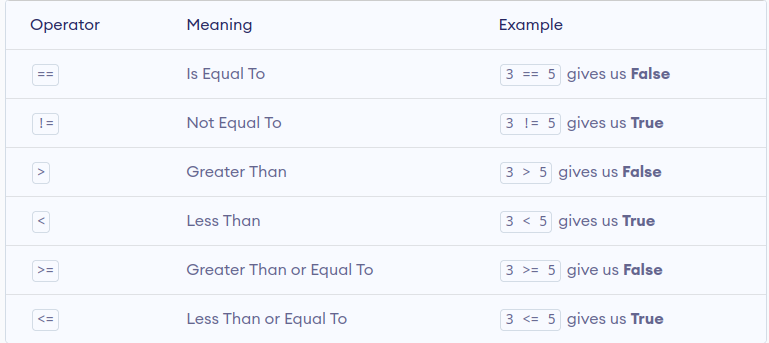 Operator Meaning Example
== Is Equal To 3 == 5 gives us False
!= Not Equal To 3 != 5 gives us True
> Greater Than 3 > 5 gives us False
< Less Than 3 < 5 gives us True
>= Greater Than or Equal To 3 >= 5 give us False
<= Less Than or Equal To 3 <= 5 gives us True